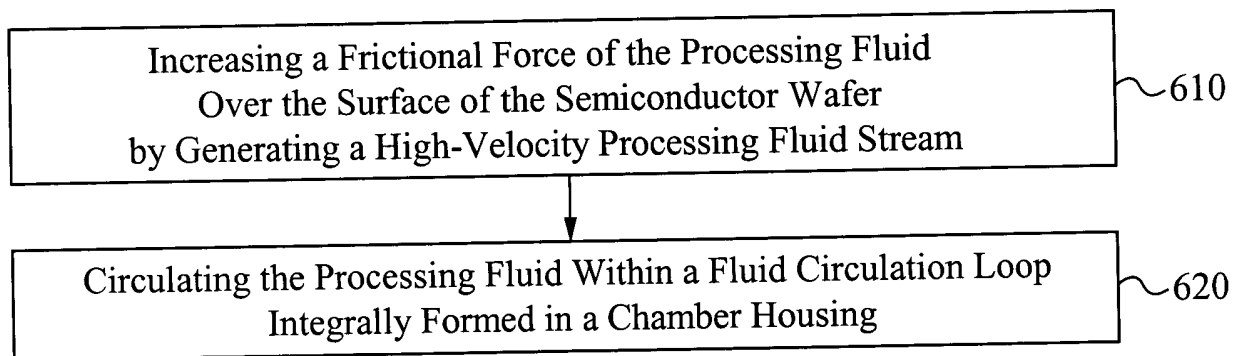 Increasing a Frictional Force of the Processing Fluid
Over the Surface of the Semiconductor Wafer
by Generating a High-Velocity Processing Fluid Stream
610
Circulating the Processing Fluid Within a Fluid Circulation Loop
Integrally Formed in a Chamber Housing
620